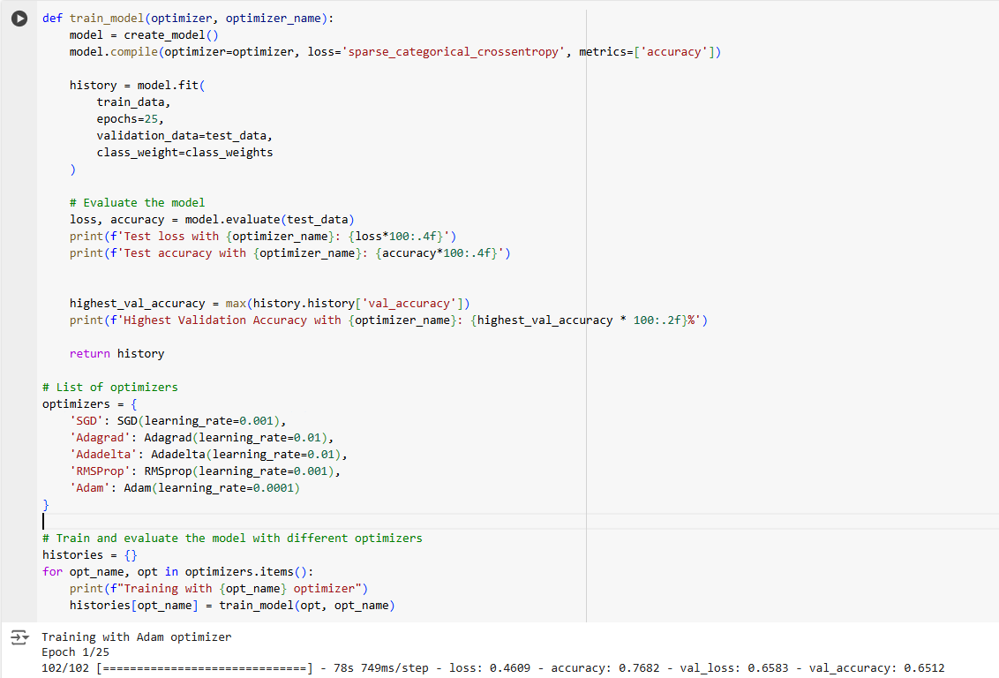 def train_model(optimizer, optimizer_name):
    model = create_model()
    model.compile(optimizer=optimizer, loss='sparse_categorical_crossentropy', metrics=['accuracy'])

    history = model.fit(
        train_data,
        epochs=25,
        validation_data=test_data,
        class_weight=class_weights
    )

    # Evaluate the model
    loss, accuracy = model.evaluate(test_data)
    print(f'Test loss with {optimizer_name}: {loss*100:.4f}')
    print(f'Test accuracy with {optimizer_name}: {accuracy*100:.4f}')


    highest_val_accuracy = max(history.history['val_accuracy'])
    print(f'Highest Validation Accuracy with {optimizer_name}: {highest_val_accuracy * 100:.2f}%')

    return history

# List of optimizers
optimizers = {
    'SGD': SGD(learning_rate=0.001),
    'Adagrad': Adagrad(learning_rate=0.01),
    'Adadelta': Adadelta(learning_rate=0.01),
    'RMSProp': RMSprop(learning_rate=0.001),
    'Adam': Adam(learning_rate=0.0001)
}

# Train and evaluate the model with different optimizers
histories = {}
for opt_name, opt in optimizers.items():
    print(f"Training with {opt_name} optimizer")
    histories[opt_name] = train_model(opt, opt_name)

Training with Adam optimizer
Epoch 1/25
102/102 [==============================] - 78s 749ms/step - loss: 0.4609 - accuracy: 0.7682 - val_loss: 0.6583 - val_accuracy: 0.6512